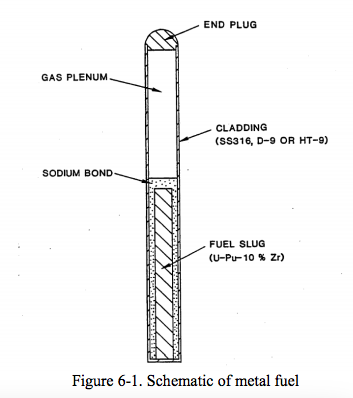 END PLUG
GAS PLENUM
CLADDING
(SS316, D-9 OR HT-9)
SODIUM BOND
FUEL SLUG
(U-Pu-10 % Zr)
Figure 6-1. Schematic of metal fuel